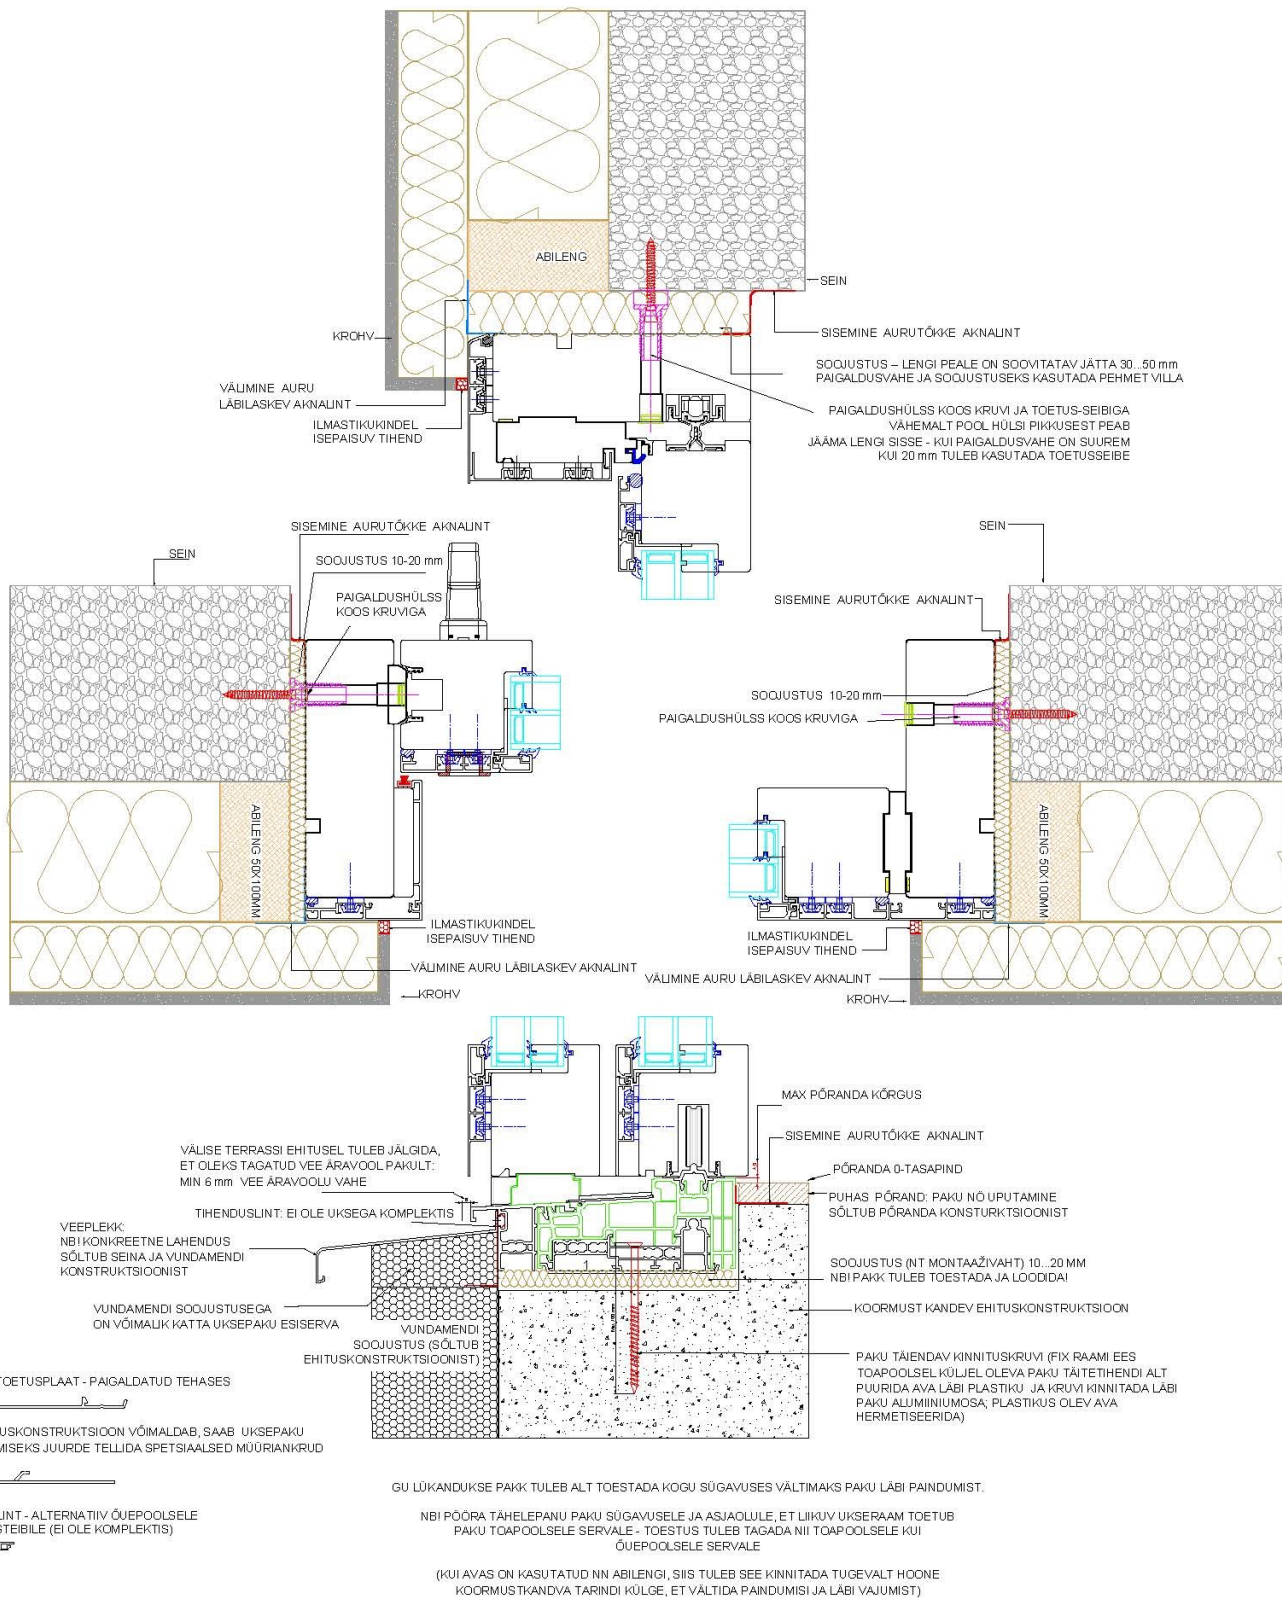 ABILENG
SEIN
KROHV
SISEMINE AURUTÕKKE AKNALINT
SOOJUSTUS – LENGI PEALE ON SOOVITATAV JÄTTA 30...50 mm
PAIGALDUSVAHE JA SOOJUSTUSEKS KASUTADA PEHMET VILLA
VÄLIMINE AURU
LÄBILASKEV AKNALINT
ILMASTIKUKINDEL
ISEPAISUV TIHEND
PAIGALDUSHÜLSS KOOS KRUVI JA TOETUS-SEIBIGA
VÄHEMALT POOL HÜLSI PIKKUSEST PEAB
JÄÄMA LENGI SISSE - KUI PAIGALDUSVAHE ON SUUREM
KUI 20 mm TULEB KASUTADA TOETUSSEIBE
SISEMINE AURUTÕKKE AKNALINT
SEIN
SOOJUSTUS 10-20 mm
PAIGALDUSHÜLSS
KOOS KRUVIGA
ABILENG 50X100MM
ILMASTIKUKINDEL
ISEPAISUV TIHEND
VÄLIMINE AURU LÄBILASKEV AKNALINT
KROHV
SEIN
SISEMINE AURUTÕKKE AKNALINT
SOOJUSTUS 10-20 mm
PAIGALDUSHÜLSS KOOS KRUVIGA
ABILENG 50X100MM
ILMASTIKUKINDEL
ISEPAISUV TIHEND
VÄLIMINE AURU LÄBILASKEV AKNALINT
KROHV
MAX PÕRANDA KÕRGUS
SISEMINE AURUTÕKKE AKNALINT
VÄLISE TERRASSI EHITUSEL TULEB JÄLGIDA,
ET OLEKS TAGATUD VEE ÄRAVOOL PAKULT:
MIN 6 mm VEE ÄRAVOOLU VAHE
PÕRANDA 0-TASAPIND
PUHAS PÕRAND: PAKU NÖ UPUTAMINE
SÕLTUB PÕRANDA KONSTURKTSIOONIST
TIHENDUSLINT: EI OLE UKSEGA KOMPLEKTIS
VEEPLEKK:
NB! KONKREETNE LAHENDUS
SÕLTUB SEINA JA VUNDAMENDI
KONSTRUKTSIOONIST
SOOJUSTUS (NT MONTAAŽIVAHT) 10...20 MM
NB! PAKK TULEB TOESTADA JA LOODIDA!
1
VUNDAMENDI SOOJUSTUSEGA
ON VÕIMALIK KATTA UKSEPAKU ESISERVA
KOORMUST KANDEV EHITUSKONSTRUKTSIOON
VUNDAMENDI
SOOJUSTUS (SÕLTUB
EHITUSKONSTRUKTSIOONIST)
PAKU TÄIENDAV KINNITUSKRUVI (FIX RAAMI EES
TOAPOOLSEL KÜLJEL OLEVA PAKU TÄITETIHENDI ALT
PUURIDA AVA LÄBI PLASTIKU JA KRUVI KINNITADA LÄBI
PAKU ALUMIINIUMOSA; PLASTIKUS OLEV AVA
HERMETISEERIDA)
TOETUSPLAAT - PAIGALDATUD TEHASES
USKONSTRUKTSIOON VÕIMALDAB, SAAB UKSEPAKU
MISEKS JUURDE TELLIDA SPETSIAALSED MÜÜRIANKRUD
INT - ALTERNATIIV ÕUEPOOLSELE
STEIBILE (EI OLE KOMPLEKTIS)
GU LÜKANDUKSE PAKK TULEB ALT TOESTADA KOGU SÜGAVUSES VÄLTIMAKS PAKU LÄBI PAINDUMIST.
NB! PÖÖRA TÄHELEPANU PAKU SÜGAVUSELE JA ASJAOLULE, ET LIIKUV UKSERAAM TOETUB
PAKU TOAPOOLSELE SERVALE - TOESTUS TULEB TAGADA NII TOAPOOLSELE KUI
ÕUEPOOLSELE SERVALE
(KUI AVAS ON KASUTATUD NN ABILENGI, SIIS TULEB SEE KINNITADA TUGEVALT HOONE
KOORMUSTKANDVA TARINDI KÜLGE, ET VÄLTIDA PAINDUMISI JA LÄBI VAJUMIST)